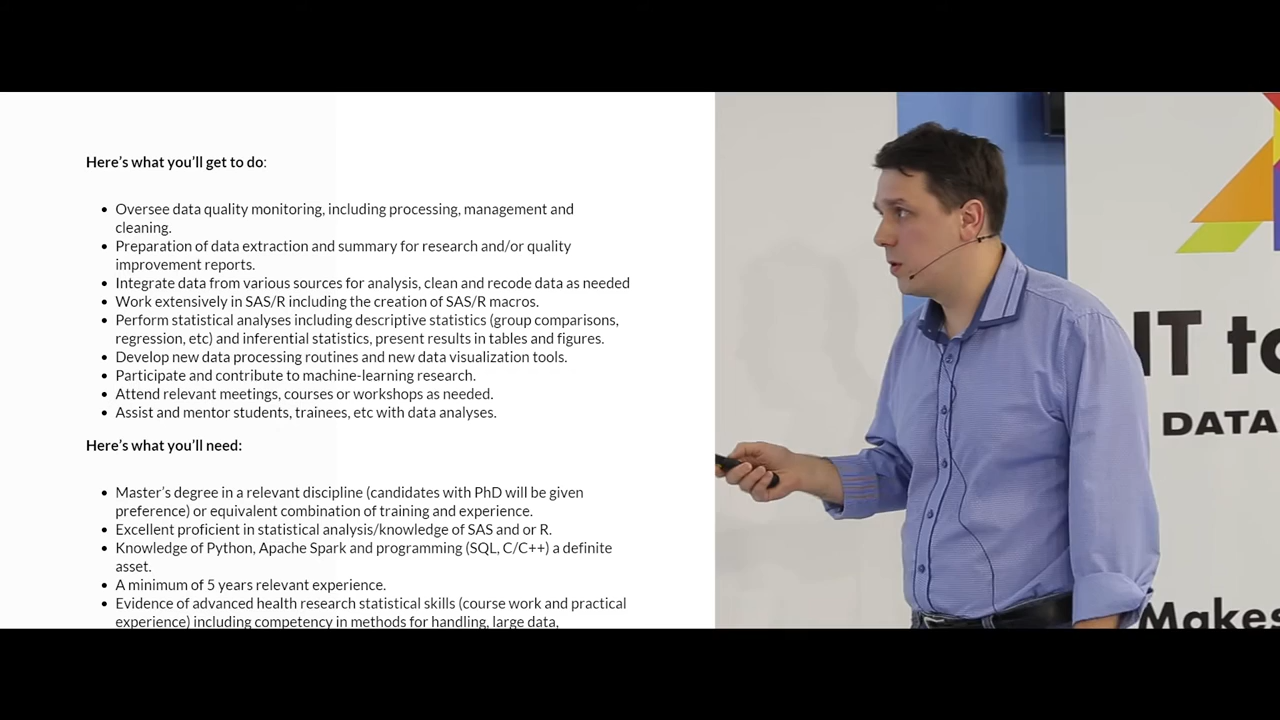 Here's what you'll get to do:
• Oversee data quality monitoring, including processing, management and
cleaning.
• Preparation of data extraction and summary for research and/or quality
improvement reports.
• Integrate data from various sources for analysis, clean and recode data as needed
• Work extensively in SAS/R including the creation of SAS/R macros.
• Perform statistical analyses including descriptive statistics (group comparisons,
regression, etc) and inferential statistics, present results in tables and figures.
• Develop new data processing routines and new data visualization tools.
• Participate and contribute to machine-learning research.
• Attend relevant meetings, courses or workshops as needed.
• Assist and mentor students, trainees, etc with data analyses.
Here's what you'll need:
• Master's degree in a relevant discipline (candidates with PhD will be given
preference) or equivalent combination of training and experience.
• Excellent proficient in statistical analysis/knowledge of SAS and or R.
• Knowledge of Python, Apache Spark and programming (SQL, C/C++) a definite
asset.
• A minimum of 5 years relevant experience.
• Evidence of advanced health research statistical skills (course work and practical
experience) including competency in methods for handling, large data,
IT to
DATA
Makes